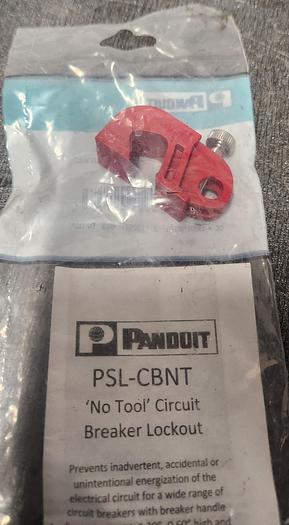 PANDUIT
PANDUIT
PSL-CBNT
'No Tool' Circuit
Breaker Lockout
Prevents inadvertent, accidental or
unintentional energization of the
electrical circuit for a wide range of
circuit breakers with breaker handle